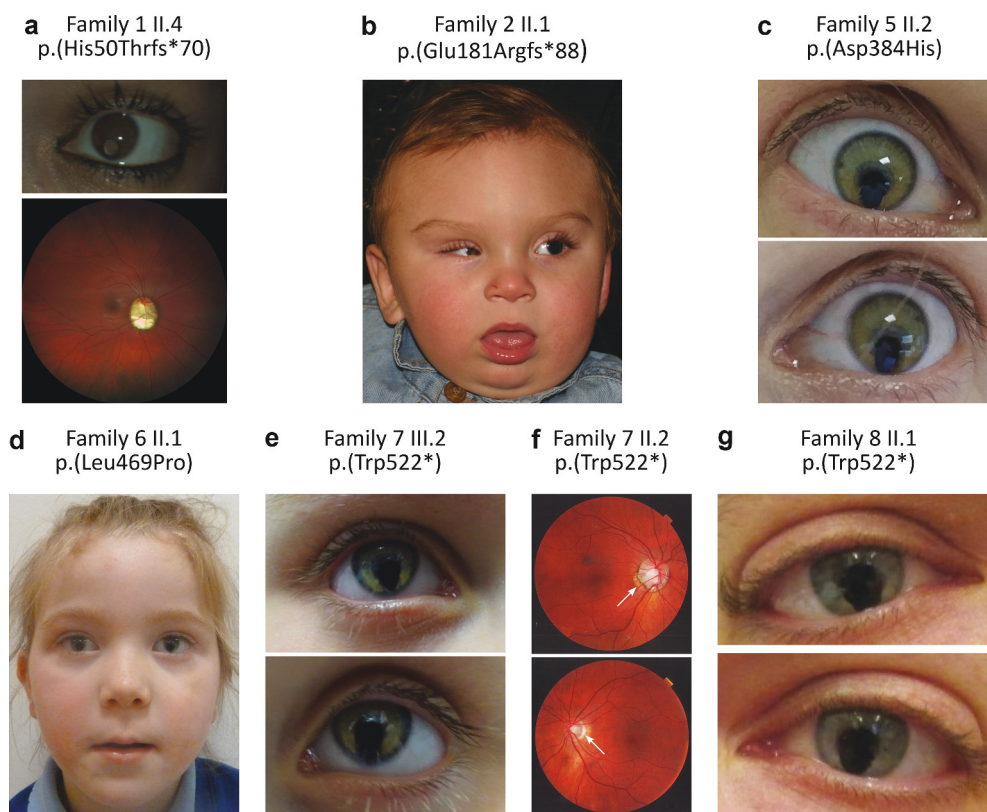 a Family 1 II.4
p.(His50Thrfs*70)
b Family 2 II.1
p.(Glu181Argfs*88)
c Family 5 II.2
p.(Asp384His)
d Family 6 II.1
p.(Leu469Pro)
e Family 7 III.2
p.(Trp522*)
f Family 7 II.2
p.(Trp522*)
g Family 8 II.1
p.(Trp522*)